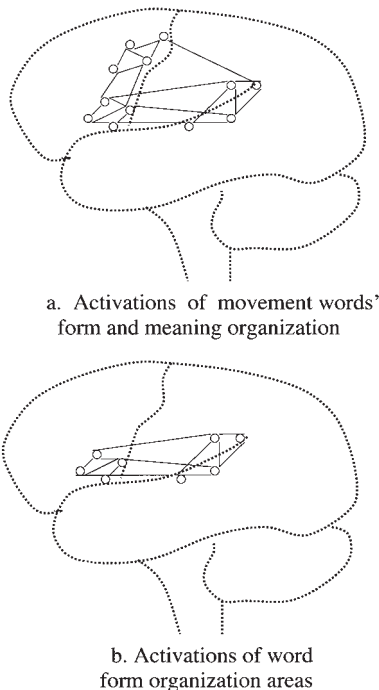 a. Activations of movement words'
form and meaning organization
b. Activations of word
form organization areas